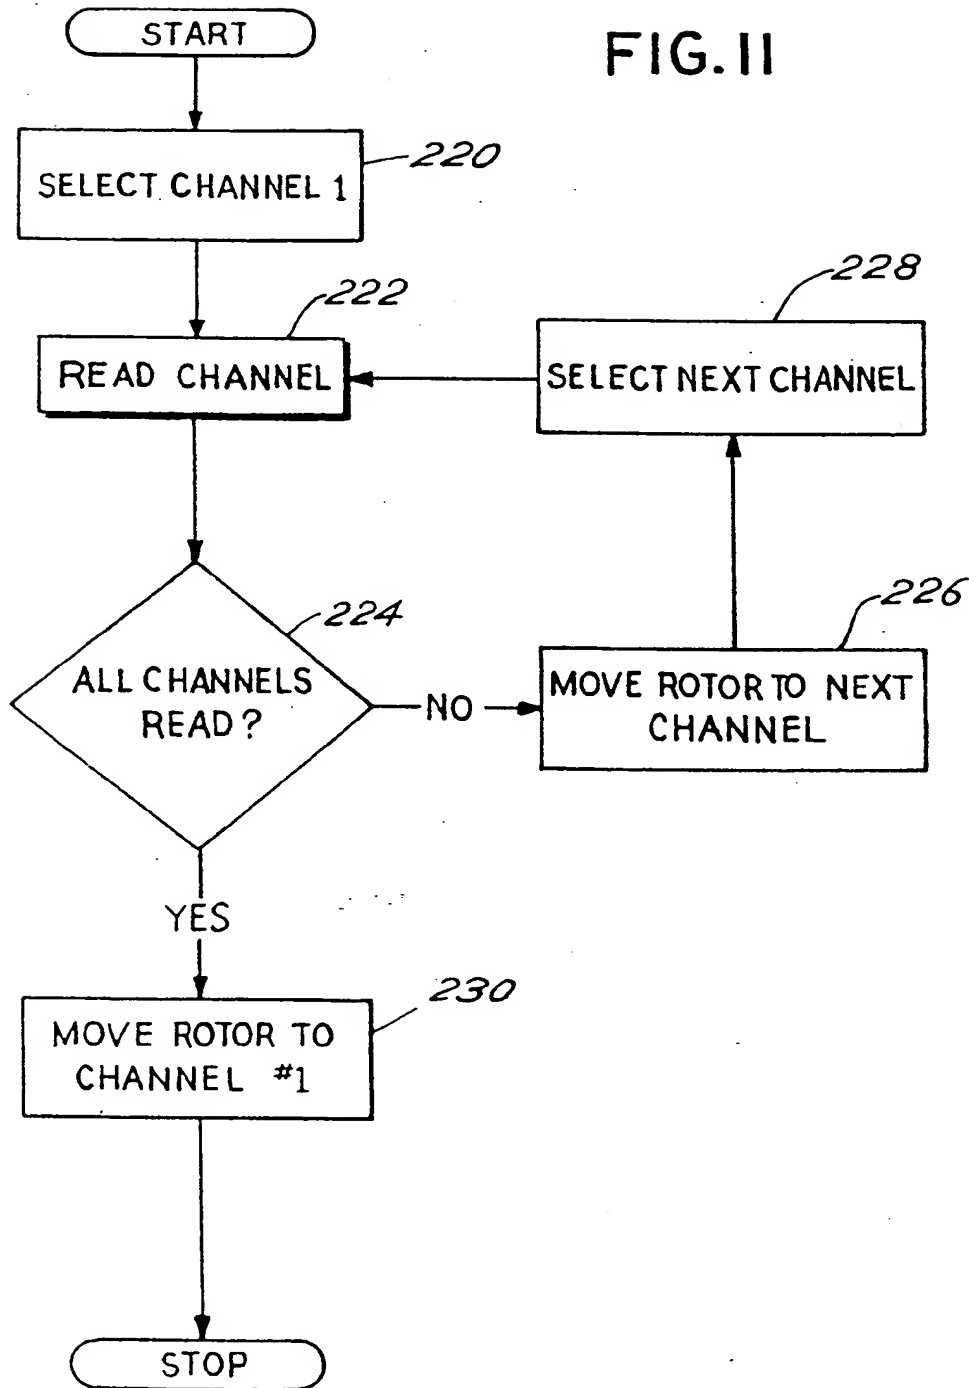 START
FIG. 11
SELECT CHANNEL 1
220
222
READ CHANNEL
228
SELECT NEXT CHANNEL
224
ALL CHANNELS
READ?
NO
226
MOVE ROTOR TO NEXT
CHANNEL
YES
230
MOVE ROTOR TO
CHANNEL #1
STOP